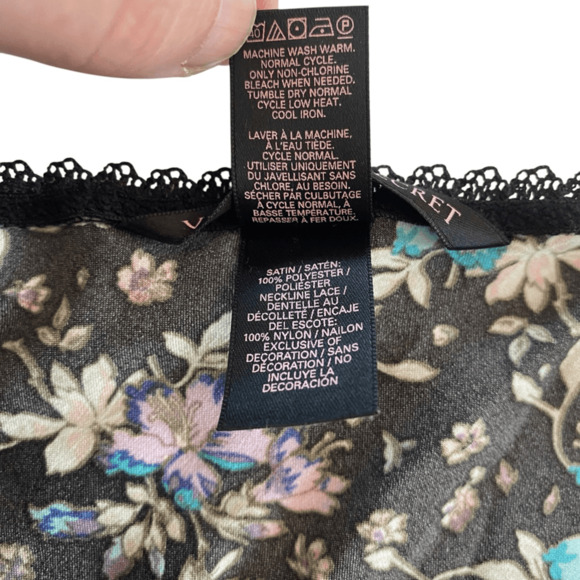 40
MACHINE WASH WARM.
NORMAL CYCLE.
ONLY NON-CHLORINE
BLEACH WHEN NEEDED.
TUMBLE DRY NORMAL
CYCLE LOW HEAT.
COOL IRON.
LAVER À LA MACHINE,
À L'EAU TIÈDE.
CYCLE NORMAL.
UTILISER UNIQUEMENT
DU JAVELLISANT SANS
CHLORE, AU BESOIN.
SÉCHER PAR CULBUTAGE
À CYCLE NORMAL, À
BASSE TEMPÉRATURE.
REPASSER À FER DOUX.
V
CRET
SATIN / SATÉN:
100% POLYESTER /
POLIÉSTER
NECKLINE LACE /
DENTELLE AU
DÉCOLLETÉ / ENCAJE
DEL ESCOTE:
100% NYLON / NAILON
EXCLUSIVE OF
DECORATION / SANS
DÉCORATION / NO
INCLUYE LA
DECORACIÓN